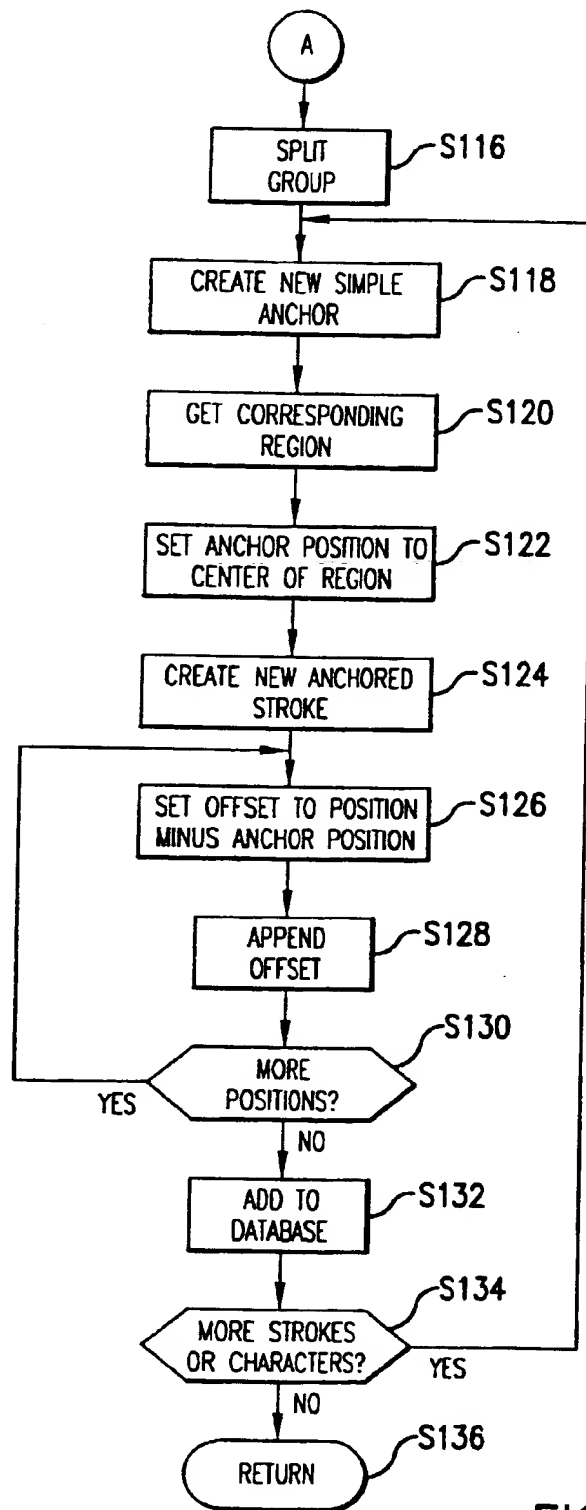 A
SPLIT
GROUP
S116
CREATE NEW SIMPLE
ANCHOR
S118
GET CORRESPONDING
REGION
S120
SET ANCHOR POSITION TO
CENTER OF REGION
S122
CREATE NEW ANCHORED
STROKE
S124
SET OFFSET TO POSITION
MINUS ANCHOR POSITION
S126
APPEND
OFFSET
S128
MORE
POSITIONS?
S130
YES
NO
ADD TO
DATABASE
S132
MORE STROKES
OR CHARACTERS?
S134
YES
NO
RETURN
S136